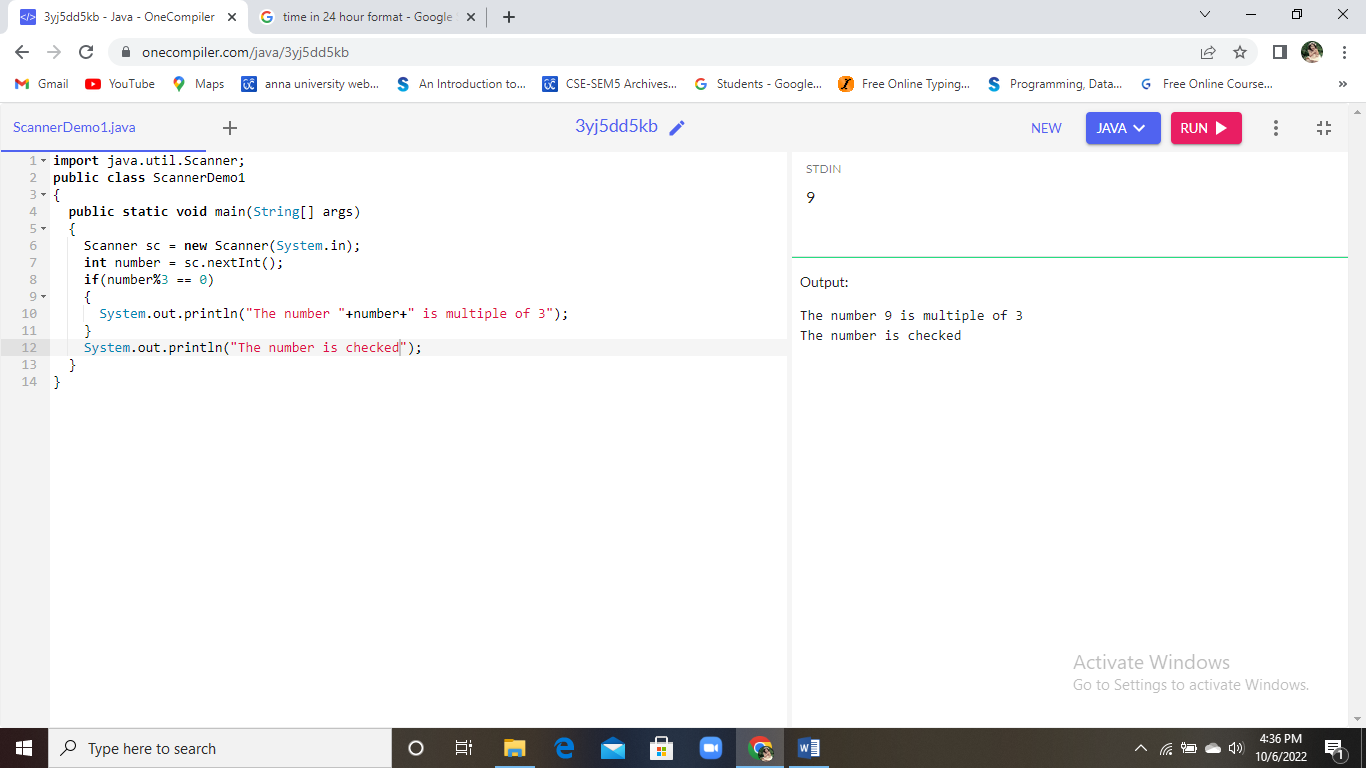 3yj5dd5kb - Java - OneCompiler
time in 24 hour format - Google
onecompiler.com/java/3yj5dd5kb
Gmail YouTube Maps anna university web... An Introduction to... CSE-SEM5 Archives... Students - Google... Free Online Typing... Programming, Data... Free Online Course... »
ScannerDemo1.java
3yj5dd5kb
NEW JAVA RUN
1 import java.util.Scanner;
2 public class ScannerDemo1
3 {
4 public static void main(String[] args)
5 {
6 Scanner sc = new Scanner(System.in);
7 int number = sc.nextInt();
8 if(number%3 == 0)
9 {
10 System.out.println("The number "+number+" is multiple of 3");
11 }
12 System.out.println("The number is checked");
13 }
14 }
STDIN
9
Output:
The number 9 is multiple of 3
The number is checked
Activate Windows
Go to Settings to activate Windows.
Type here to search
4:36 PM
10/6/2022
1